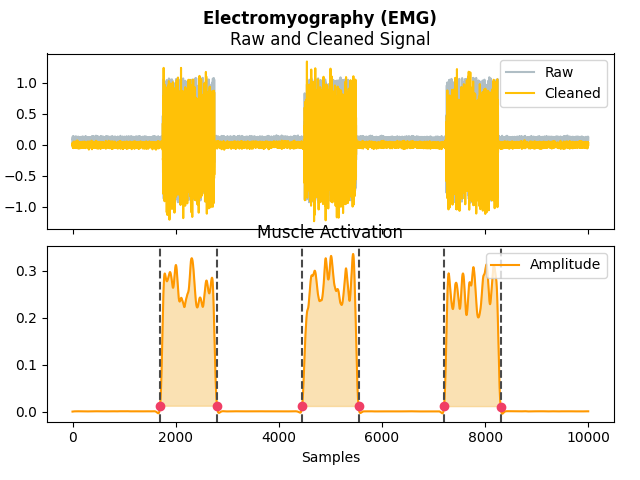 Electromyography (EMG)
Raw and Cleaned Signal
1.0
0.5
0.0
−0.5
−1.0
Raw
Cleaned
Muscle Activation
0.3
0.2
0.1
0.0
Amplitude
0
2000
4000
6000
8000
10000
Samples